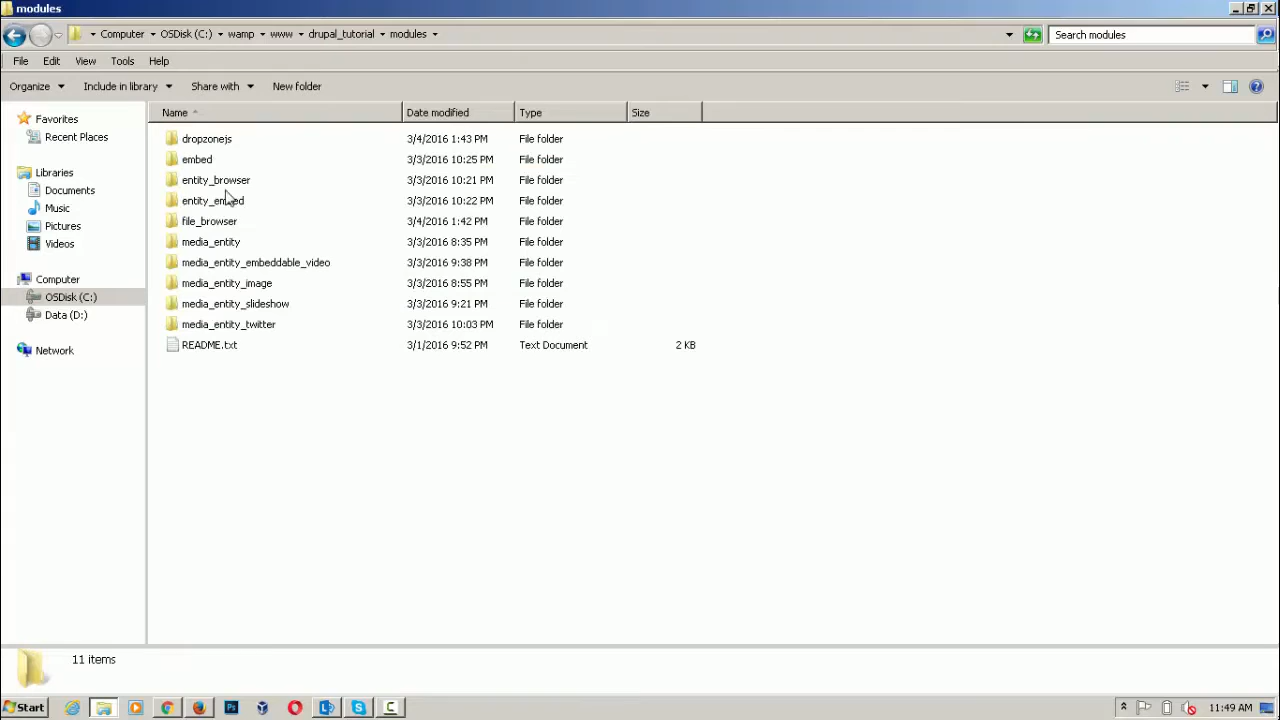 modules
Computer OSDisk (C:) wamp www drupal_tutorial modules
Search modules
File Edit View Tools Help
Organize Include in library Share with New folder
Name Date modified Type Size
Favorites
Recent Places
Libraries
Documents
Music
Pictures
Videos
Computer
OSDisk (C:)
Data (D:)
Network
dropzonejs 3/4/2016 1:43 PM File folder
embed 3/3/2016 10:25 PM File folder
entity_browser 3/3/2016 10:21 PM File folder
entity_embed 3/3/2016 10:22 PM File folder
file_browser 3/4/2016 1:42 PM File folder
media_entity 3/3/2016 8:35 PM File folder
media_entity_embeddable_video 3/3/2016 9:38 PM File folder
media_entity_image 3/3/2016 8:55 PM File folder
media_entity_slideshow 3/3/2016 9:21 PM File folder
media_entity_twitter 3/3/2016 10:03 PM File folder
README.txt 3/1/2016 9:52 PM Text Document 2 KB
11 items
Start 11:49 AM